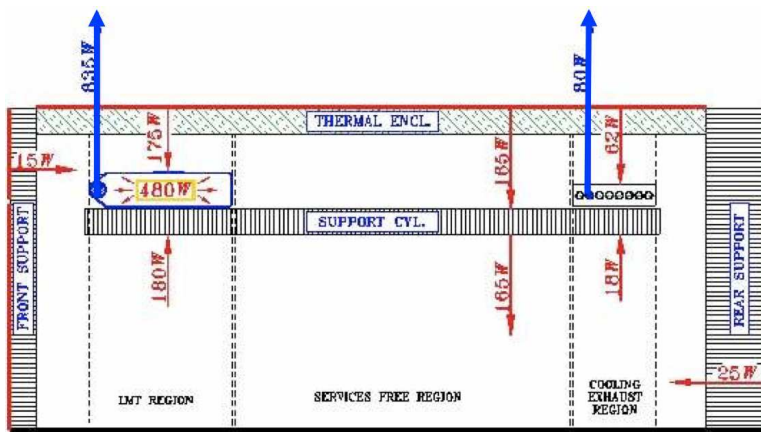 835W
80W
THERMAL ENCL.
175W
165W
62W
15W
480W
FRONT SUPPORT
SUPPORT CYL.
REAR SUPPORT
180W
165W
18W
25W
LMT REGION
SERVICES FREE REGION
COOLING
EXHAUST
REGION